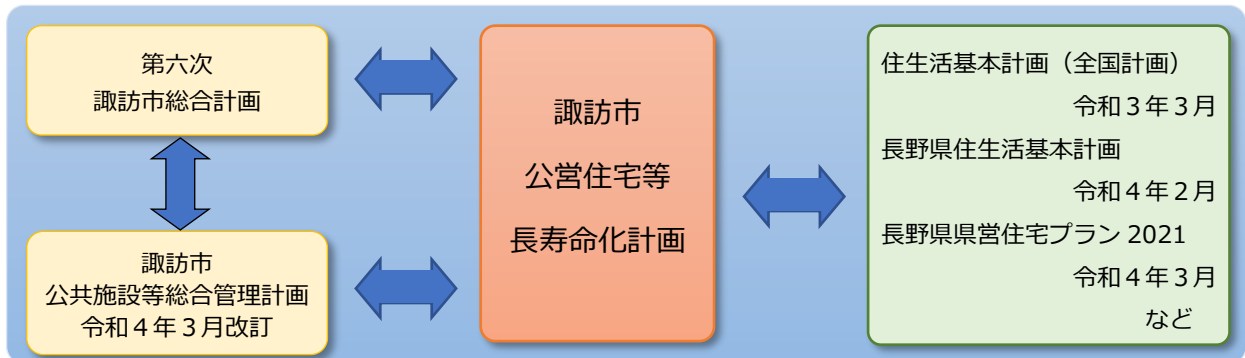 第六次
諏訪市総合計画
諏訪市
公共施設等総合管理計画
令和４年３月改訂
諏訪市
公営住宅等
長寿命化計画
住生活基本計画（全国計画）
令和３年３月
長野県住生活基本計画
令和４年２月
長野県県営住宅プラン 2021
令和４年３月
など